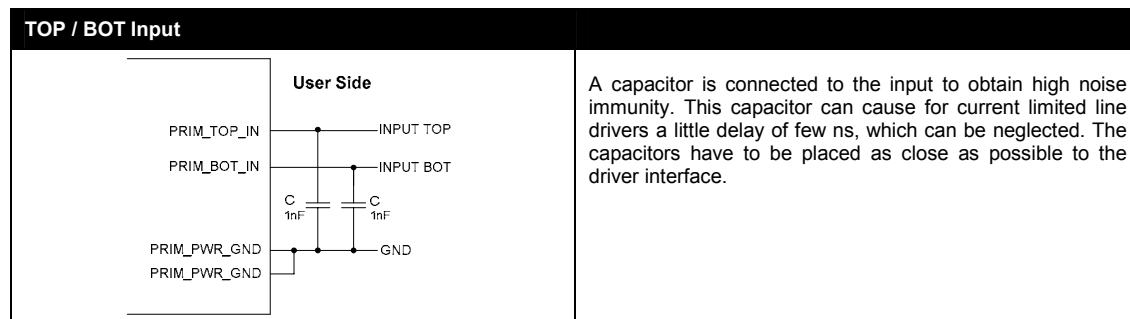 TOP / BOT Input
User Side
PRIM_TOP_IN
INPUT TOP
PRIM_BOT_IN
INPUT BOT
C
1nF
C
1nF
PRIM_PWR_GND
GND
PRIM_PWR_GND
A capacitor is connected to the input to obtain high noise
immunity. This capacitor can cause for current limited line
drivers a little delay of few ns, which can be neglected. The
capacitors have to be placed as close as possible to the
driver interface.